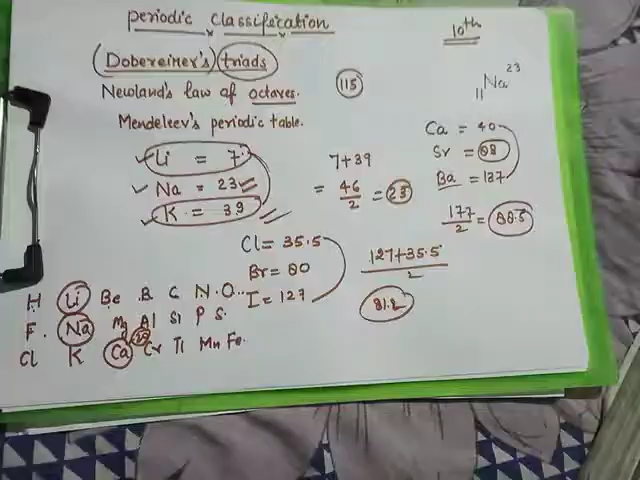 periodic classification
10th
(Dobereimer's) triads
Newland's law of octaves.
115
11Na23
Mendeleev's periodic table.
Li = 7
Na = 23
K = 39
7+39
= 46/2 = 23
Ca = 40
Sr = 88
Ba = 137
177/2 = 88.5
Cl = 35.5
Br = 80
I = 127
127+35.5
2
81.2
H Li Be B C N O...
F. Na Mg Al Si P S.
Cl K Ca Cr Ti Mn Fe.